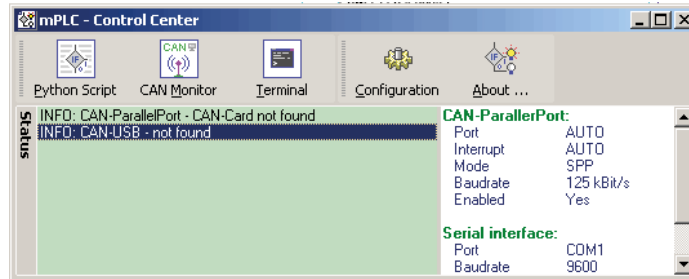 mPLC - Control Center
CAN
Python Script CAN Monitor Terminal Configuration About ...
Status
INFO: CAN-ParallelPort - CAN-Card not found
INFO: CAN-USB - not found
CAN-ParallerPort:
Port AUTO
Interrupt AUTO
Mode SPP
Baudrate 125 kBit/s
Enabled Yes
Serial interface:
Port COM1
Baudrate 9600